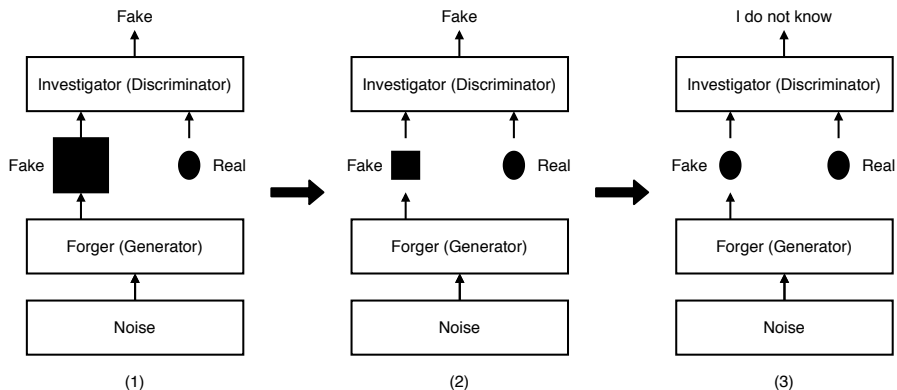 Fake
Investigator (Discriminator)
Fake
Real
Forger (Generator)
Noise
(1)
Fake
Investigator (Discriminator)
Fake
Real
Forger (Generator)
Noise
(2)
I do not know
Investigator (Discriminator)
Fake
Real
Forger (Generator)
Noise
(3)